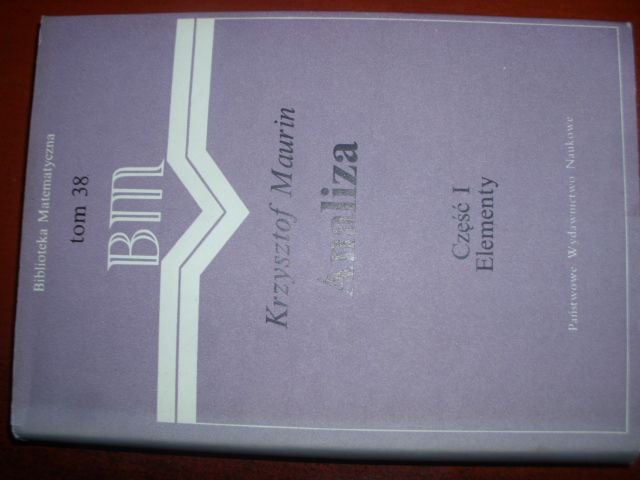 Biblioteka Matematyczna
tom 38
BM
Krzysztof Maurin
Analiza
Część I
Elementy
Państwowe Wydawnictwo Naukowe